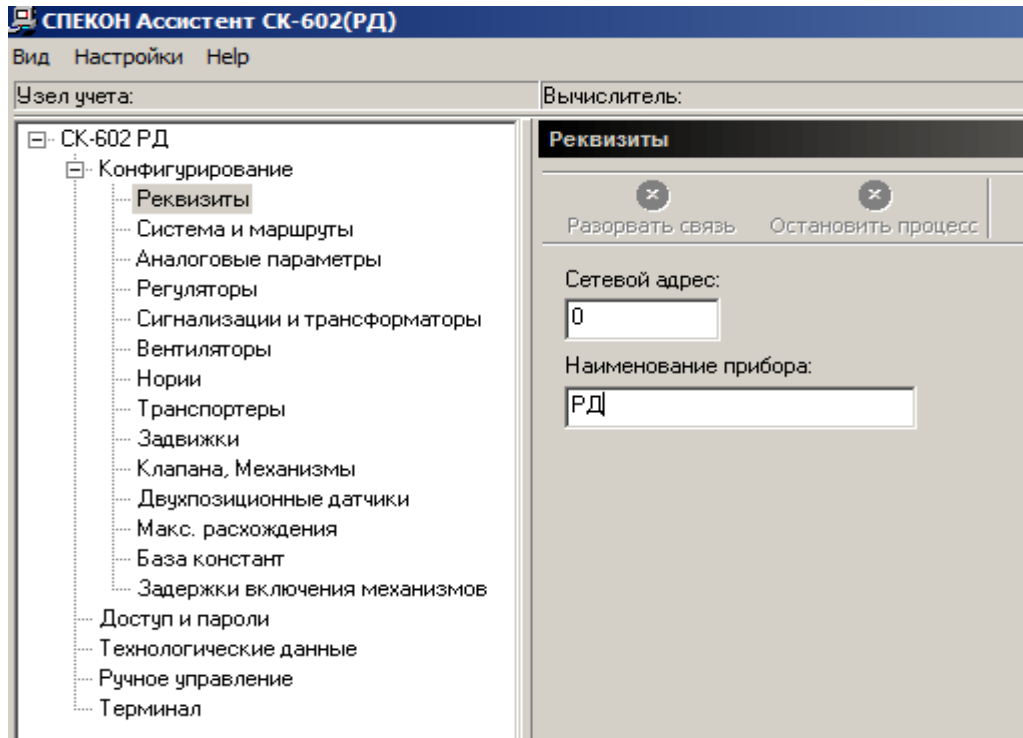 СПЕКОН Ассистент СК-602(РД)
Вид Настройки Help
Узел учета: Вычислитель:
СК-602 РД
Конфигурирование
Реквизиты
Система и маршруты
Аналоговые параметры
Регуляторы
Сигнализации и трансформаторы
Вентиляторы
Нории
Транспортеры
Задвижки
Клапана, Механизмы
Двухпозиционные датчики
Макс. расхождения
База констант
Задержки включения механизмов
Доступ и пароли
Технологические данные
Ручное управление
Терминал
Реквизиты
Разорвать связь Остановить процесс
Сетевой адрес:
0
Наименование прибора:
РД